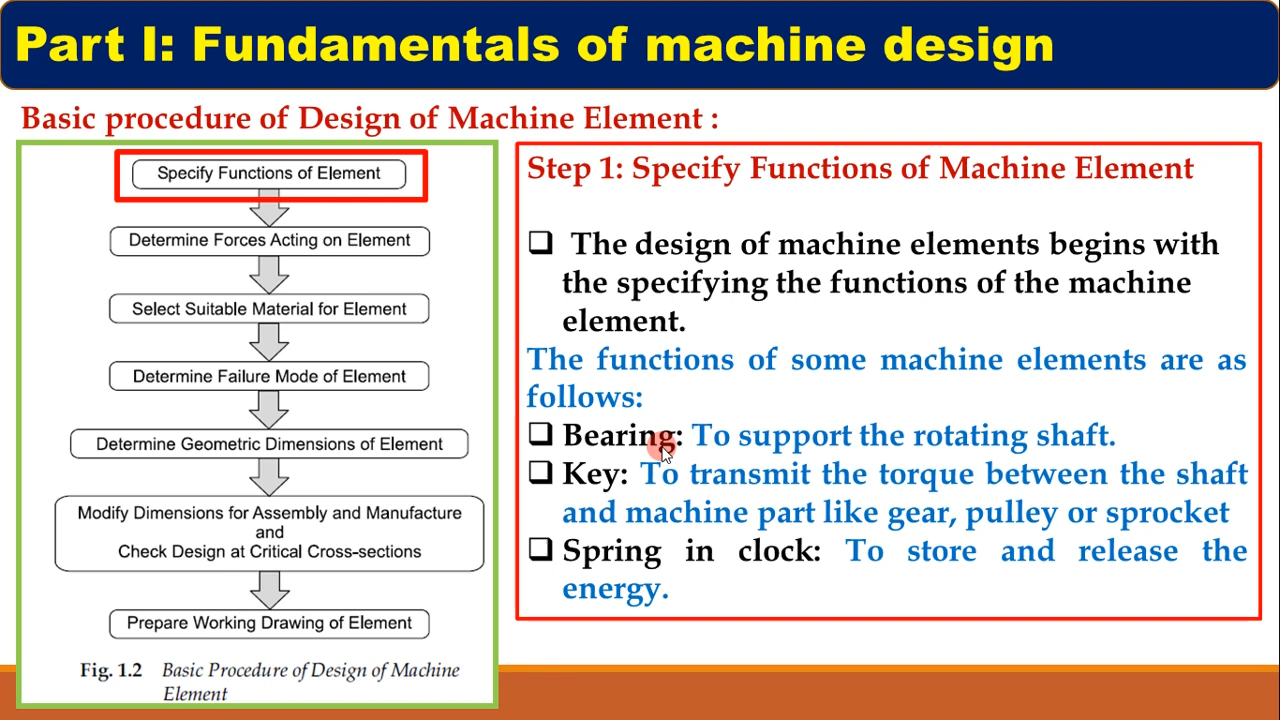 Part I: Fundamentals of machine design
Basic procedure of Design of Machine Element :
Specify Functions of Element
Determine Forces Acting on Element
Select Suitable Material for Element
Determine Failure Mode of Element
Determine Geometric Dimensions of Element
Modify Dimensions for Assembly and Manufacture
and
Check Design at Critical Cross-sections
Prepare Working Drawing of Element
Fig. 1.2 Basic Procedure of Design of Machine
Element
Step 1: Specify Functions of Machine Element
❑ The design of machine elements begins with
the specifying the functions of the machine
element.
The functions of some machine elements are as
follows:
❑ Bearing: To support the rotating shaft.
❑ Key: To transmit the torque between the shaft
and machine part like gear, pulley or sprocket
❑ Spring in clock: To store and release the
energy.